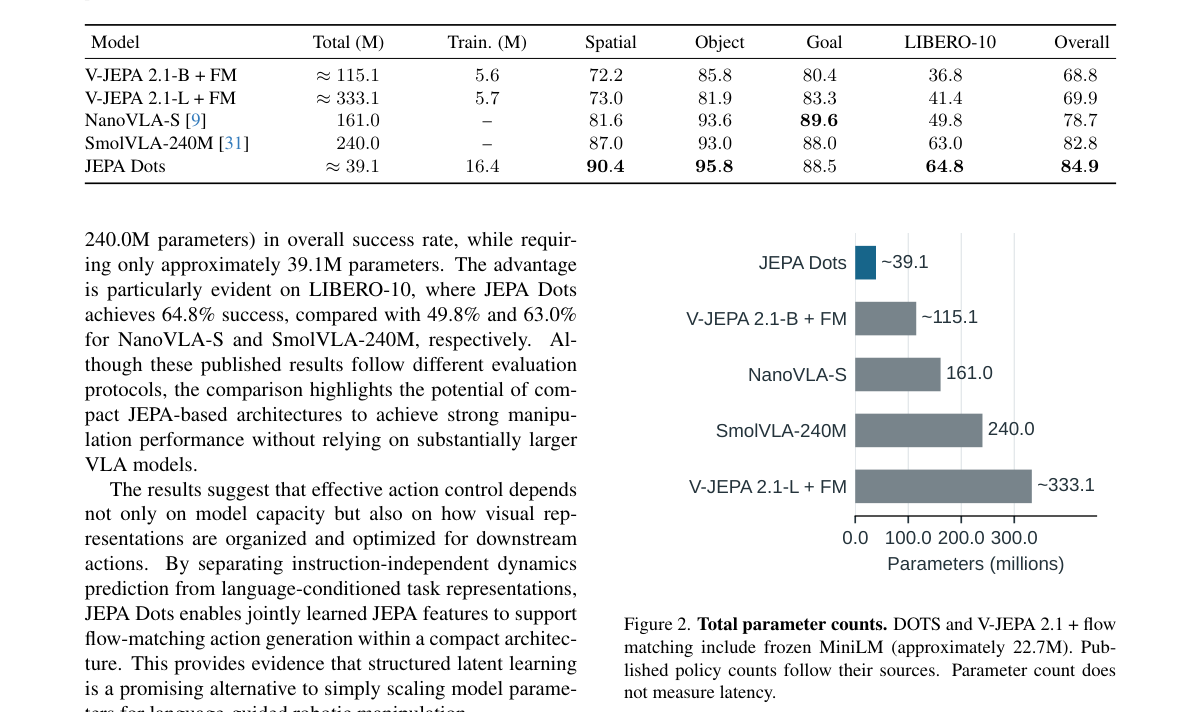 Model Total (M) Train. (M) Spatial Object Goal LIBERO-10 Overall
V-JEPA 2.1-B + FM ≈ 115.1 5.6 72.2 85.8 80.4 36.8 68.8
V-JEPA 2.1-L + FM ≈ 333.1 5.7 73.0 81.9 83.3 41.4 69.9
NanoVLA-S [9] 161.0 – 81.6 93.6 89.6 49.8 78.7
SmolVLA-240M [31] 240.0 – 87.0 93.0 88.0 63.0 82.8
JEPA Dots ≈ 39.1 16.4 90.4 95.8 88.5 64.8 84.9
240.0M parameters) in overall success rate, while requir-
ing only approximately 39.1M parameters. The advantage
is particularly evident on LIBERO-10, where JEPA Dots
achieves 64.8% success, compared with 49.8% and 63.0%
for NanoVLA-S and SmolVLA-240M, respectively. Al-
though these published results follow different evaluation
protocols, the comparison highlights the potential of com-
pact JEPA-based architectures to achieve strong manipu-
lation performance without relying on substantially larger
VLA models.
The results suggest that effective action control depends
not only on model capacity but also on how visual rep-
resentations are organized and optimized for downstream
actions. By separating instruction-independent dynamics
prediction from language-conditioned task representations,
JEPA Dots enables jointly learned JEPA features to support
flow-matching action generation within a compact architec-
ture. This provides evidence that structured latent learning
is a promising alternative to simply scaling model parame-
ters for language-guided robotic manipulation.
JEPA Dots ~39.1
V-JEPA 2.1-B + FM ~115.1
NanoVLA-S 161.0
SmolVLA-240M 240.0
V-JEPA 2.1-L + FM ~333.1
0.0 100.0 200.0 300.0
Parameters (millions)
Figure 2. Total parameter counts. DOTS and V-JEPA 2.1 + flow
matching include frozen MiniLM (approximately 22.7M). Pub-
lished policy counts follow their sources. Parameter count does
not measure latency.